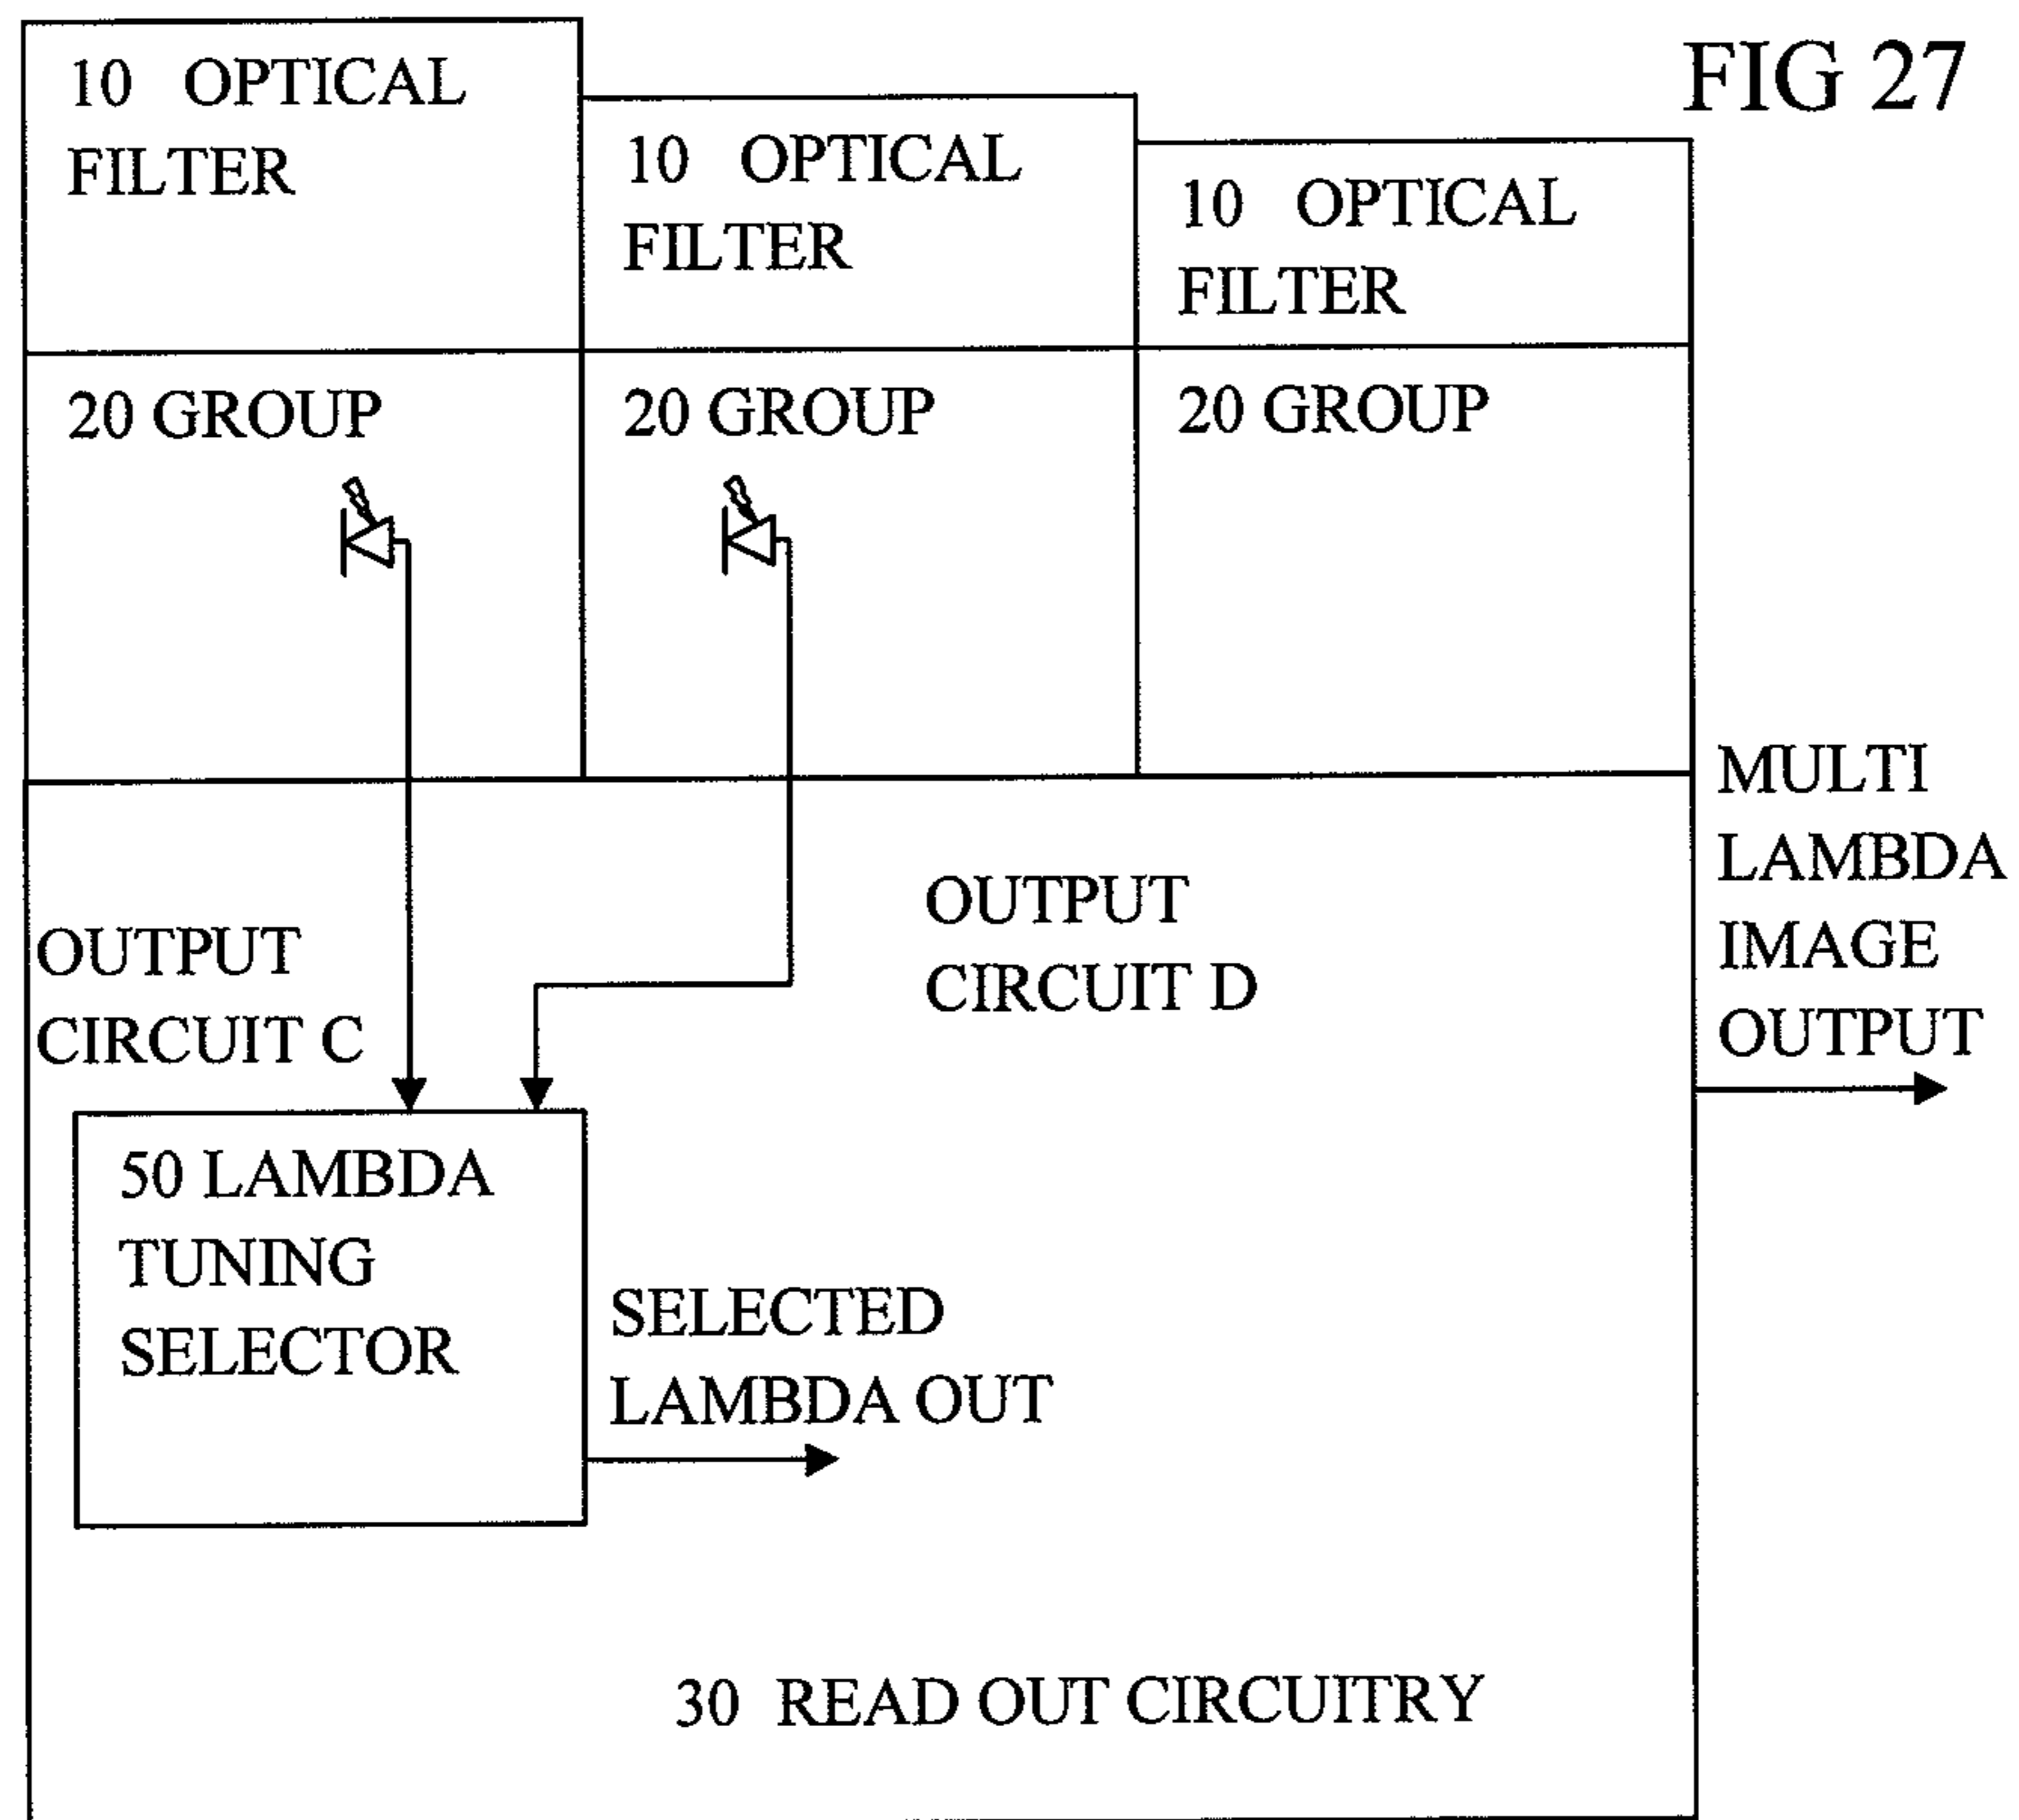 FIG 27
10 OPTICAL
FILTER
10 OPTICAL
FILTER
10 OPTICAL
FILTER
20 GROUP
20 GROUP
20 GROUP
MULTI
LAMBDA
IMAGE
OUTPUT
OUTPUT
CIRCUIT C
OUTPUT
CIRCUIT D
50 LAMBDA
TUNING
SELECTOR
SELECTED
LAMBDA OUT
30 READ OUT CIRCUITRY